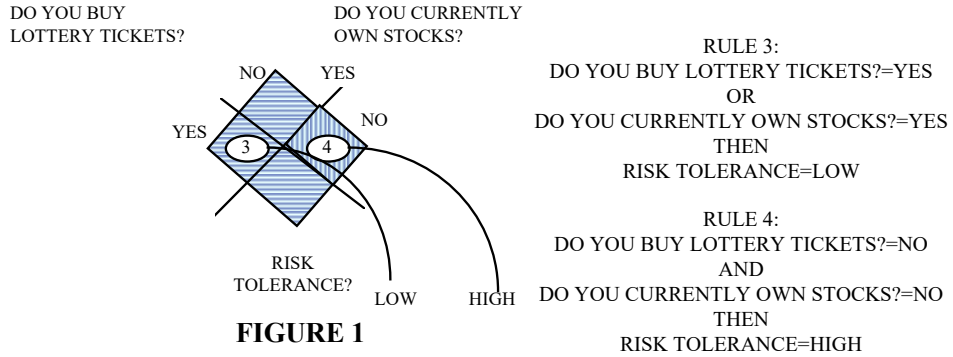 DO YOU BUY
LOTTERY TICKETS?
DO YOU CURRENTLY
OWN STOCKS?
NO
YES
YES
NO
3
4
RISK
TOLERANCE?
LOW
HIGH
FIGURE 1
RULE 3:
DO YOU BUY LOTTERY TICKETS?=YES
OR
DO YOU CURRENTLY OWN STOCKS?=YES
THEN
RISK TOLERANCE=LOW
RULE 4:
DO YOU BUY LOTTERY TICKETS?=NO
AND
DO YOU CURRENTLY OWN STOCKS?=NO
THEN
RISK TOLERANCE=HIGH